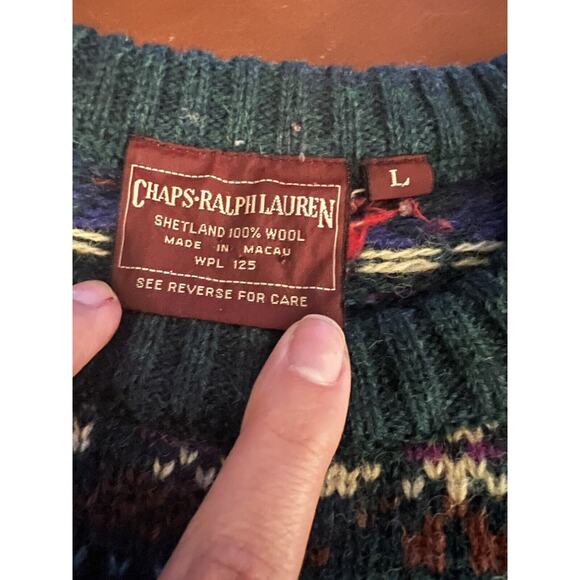 CHAPS·RALPH LAUREN
SHETLAND 100% WOOL
MADE IN MACAU
WPL 125
SEE REVERSE FOR CARE
L